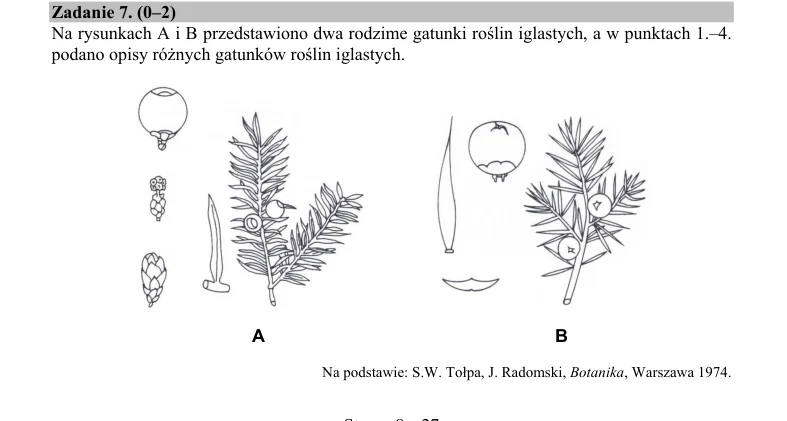 Zadanie 7. (0–2)
Na rysunkach A i B przedstawiono dwa rodzime gatunki roślin iglastych, a w punktach 1.–4.
podano opisy różnych gatunków roślin iglastych.
A
B
Na podstawie: S.W. Tołpa, J. Radomski, Botanika, Warszawa 1974.